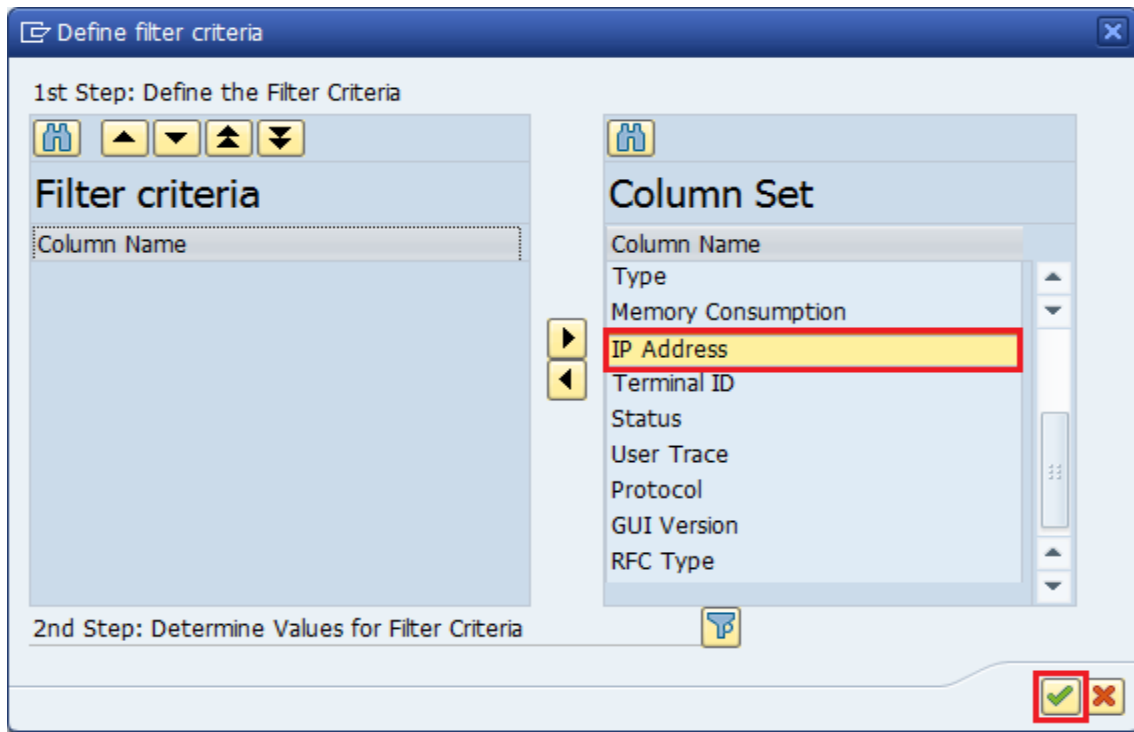 Define filter criteria
1st Step: Define the Filter Criteria
Filter criteria
Column Name
Column Set
Column Name
Type
Memory Consumption
IP Address
Terminal ID
Status
User Trace
Protocol
GUI Version
RFC Type
2nd Step: Determine Values for Filter Criteria